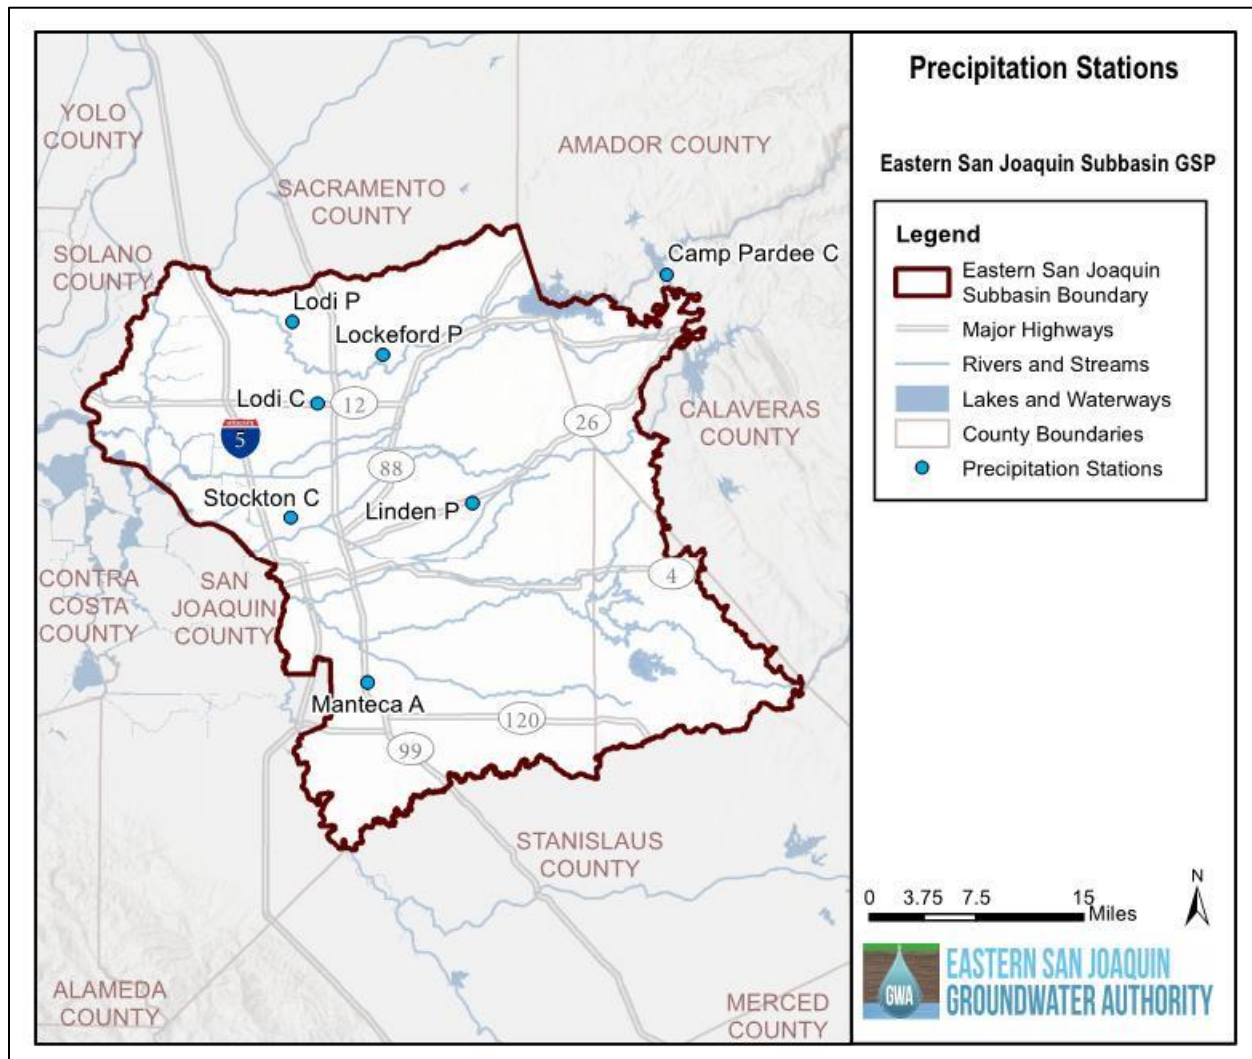 Precipitation Stations
Eastern San Joaquin Subbasin GSP
Legend
Eastern San Joaquin
Subbasin Boundary
Major Highways
Rivers and Streams
Lakes and Waterways
County Boundaries
Precipitation Stations
YOLO
COUNTY
AMADOR COUNTY
SACRAMENTO
COUNTY
SOLANO
COUNTY
Camp Pardee C
Lodi P
Lockeford P
Lodi C
12
CALAVERAS
COUNTY
26
5
88
Stockton C
Linden P
CONTRA
COSTA
COUNTY
SAN
JOAQUIN
COUNTY
4
Manteca A
120
99
STANISLAUS
COUNTY
ALAMEDA
COUNTY
MERCED
COUNTY
N
0 3.75 7.5 15
Miles
GWA
EASTERN SAN JOAQUIN
GROUNDWATER AUTHORITY